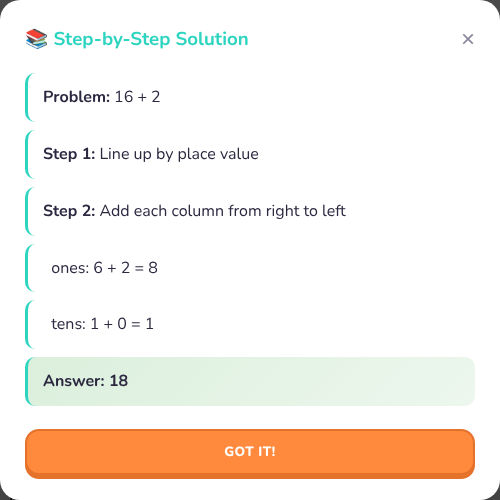 📚 Step-by-Step Solution ×
Problem: 16 + 2
Step 1: Line up by place value
Step 2: Add each column from right to left
ones: 6 + 2 = 8
tens: 1 + 0 = 1
Answer: 18
GOT IT!